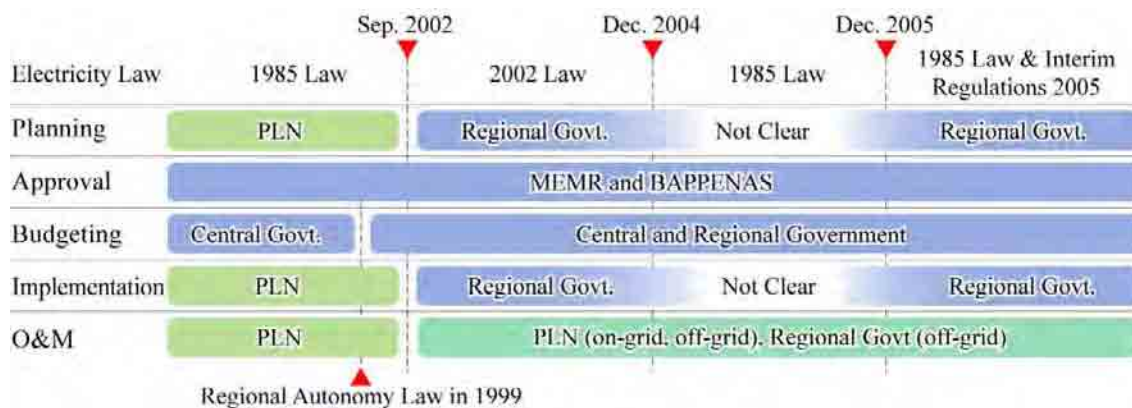 Sep. 2002 Dec. 2004 Dec. 2005
Electricity Law 1985 Law 2002 Law 1985 Law 1985 Law & Interim
Regulations 2005
Planning PLN Regional Govt. Not Clear Regional Govt.
Approval MEMR and BAPPENAS
Budgeting Central Govt. Central and Regional Government
Implementation PLN Regional Govt. Not Clear Regional Govt.
O&M PLN PLN (on-grid, off-grid), Regional Govt (off-grid)
Regional Autonomy Law in 1999